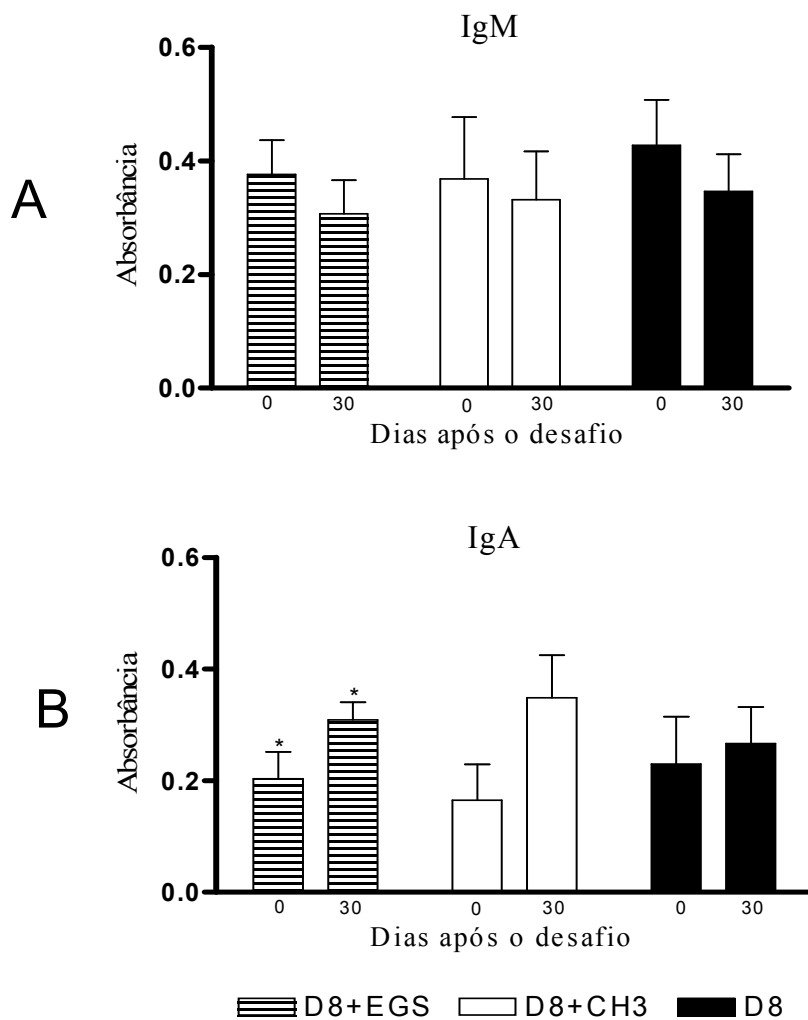 IgM
A
Absorbância
0.6
0.4
0.2
0.0
0 30 0 30 0 30
Dias após o desafio
IgA
B
Absorbância
0.6
0.4
0.2
0.0
* *
0 30 0 30 0 30
Dias após o desafio
D8+EGS D8+CH3 D8